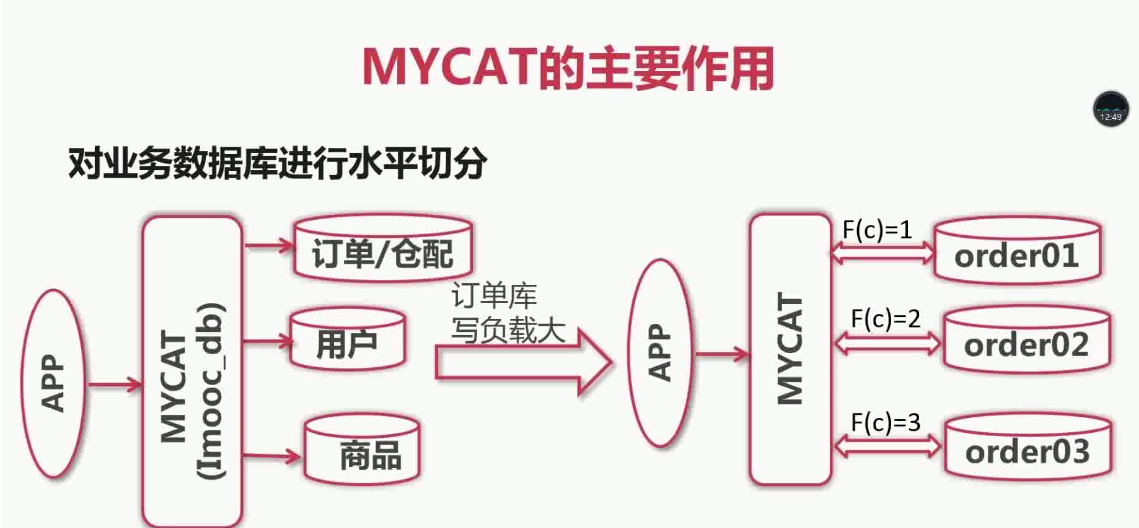 MYCAT的主要作用
12:49
对业务数据库进行水平切分
APP
MYCAT
(Imooc_db)
订单/仓配
用户
商品
订单库
写负载大
APP
MYCAT
F(c)=1
order01
F(c)=2
order02
F(c)=3
order03